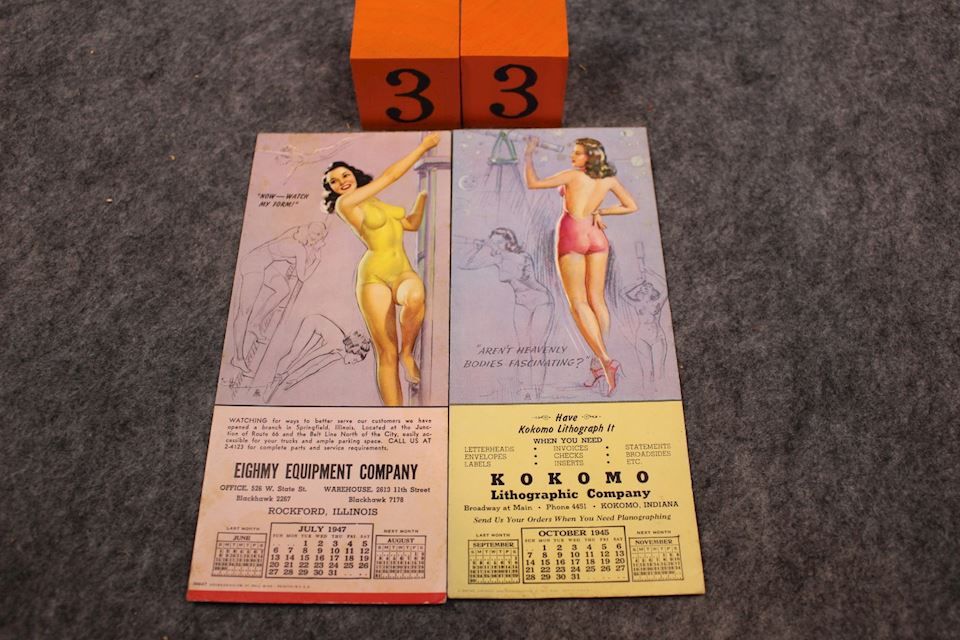 3 3
"NOW—WATCH
MY FORM!"
WATCHING for ways to better serve our customers we have
opened a branch in Springfield, Illinois. Located at the Junc-
tion of Route 66 and the Belt Line North of the City, easily ac-
cessible for your trucks and ample parking space. CALL US AT
2-4123 for complete parts and service requirements.
EIGHMY EQUIPMENT COMPANY
OFFICE, 526 W. State St. WAREHOUSE, 2613 11th Street
Blackhawk 2267 Blackhawk 7178
ROCKFORD, ILLINOIS
LAST MONTH JULY 1947 NEXT MONTH
JUNE AUGUST
SUN MON TUE WED THU FRI SAT
1 2 3 4 5
6 7 8 9 10 11 12
13 14 15 16 17 18 19
20 21 22 23 24 25 26
27 28 29 30 31
"AREN'T HEAVENLY
BODIES FASCINATING?"
Have
Kokomo Lithograph It
WHEN YOU NEED
LETTERHEADS • INVOICES • STATEMENTS
ENVELOPES • CHECKS • BROADSIDES
LABELS • INSERTS • ETC.
KOKOMO
Lithographic Company
Broadway at Main • Phone 4451 • KOKOMO, INDIANA
Send Us Your Orders When You Need Planographing
LAST MONTH OCTOBER 1945 NEXT MONTH
SEPTEMBER NOVEMBER
SUN MON TUE WED THU FRI SAT
1 2 3 4 5 6
7 8 9 10 11 12 13
14 15 16 17 18 19 20
21 22 23 24 25 26 27
28 29 30 31